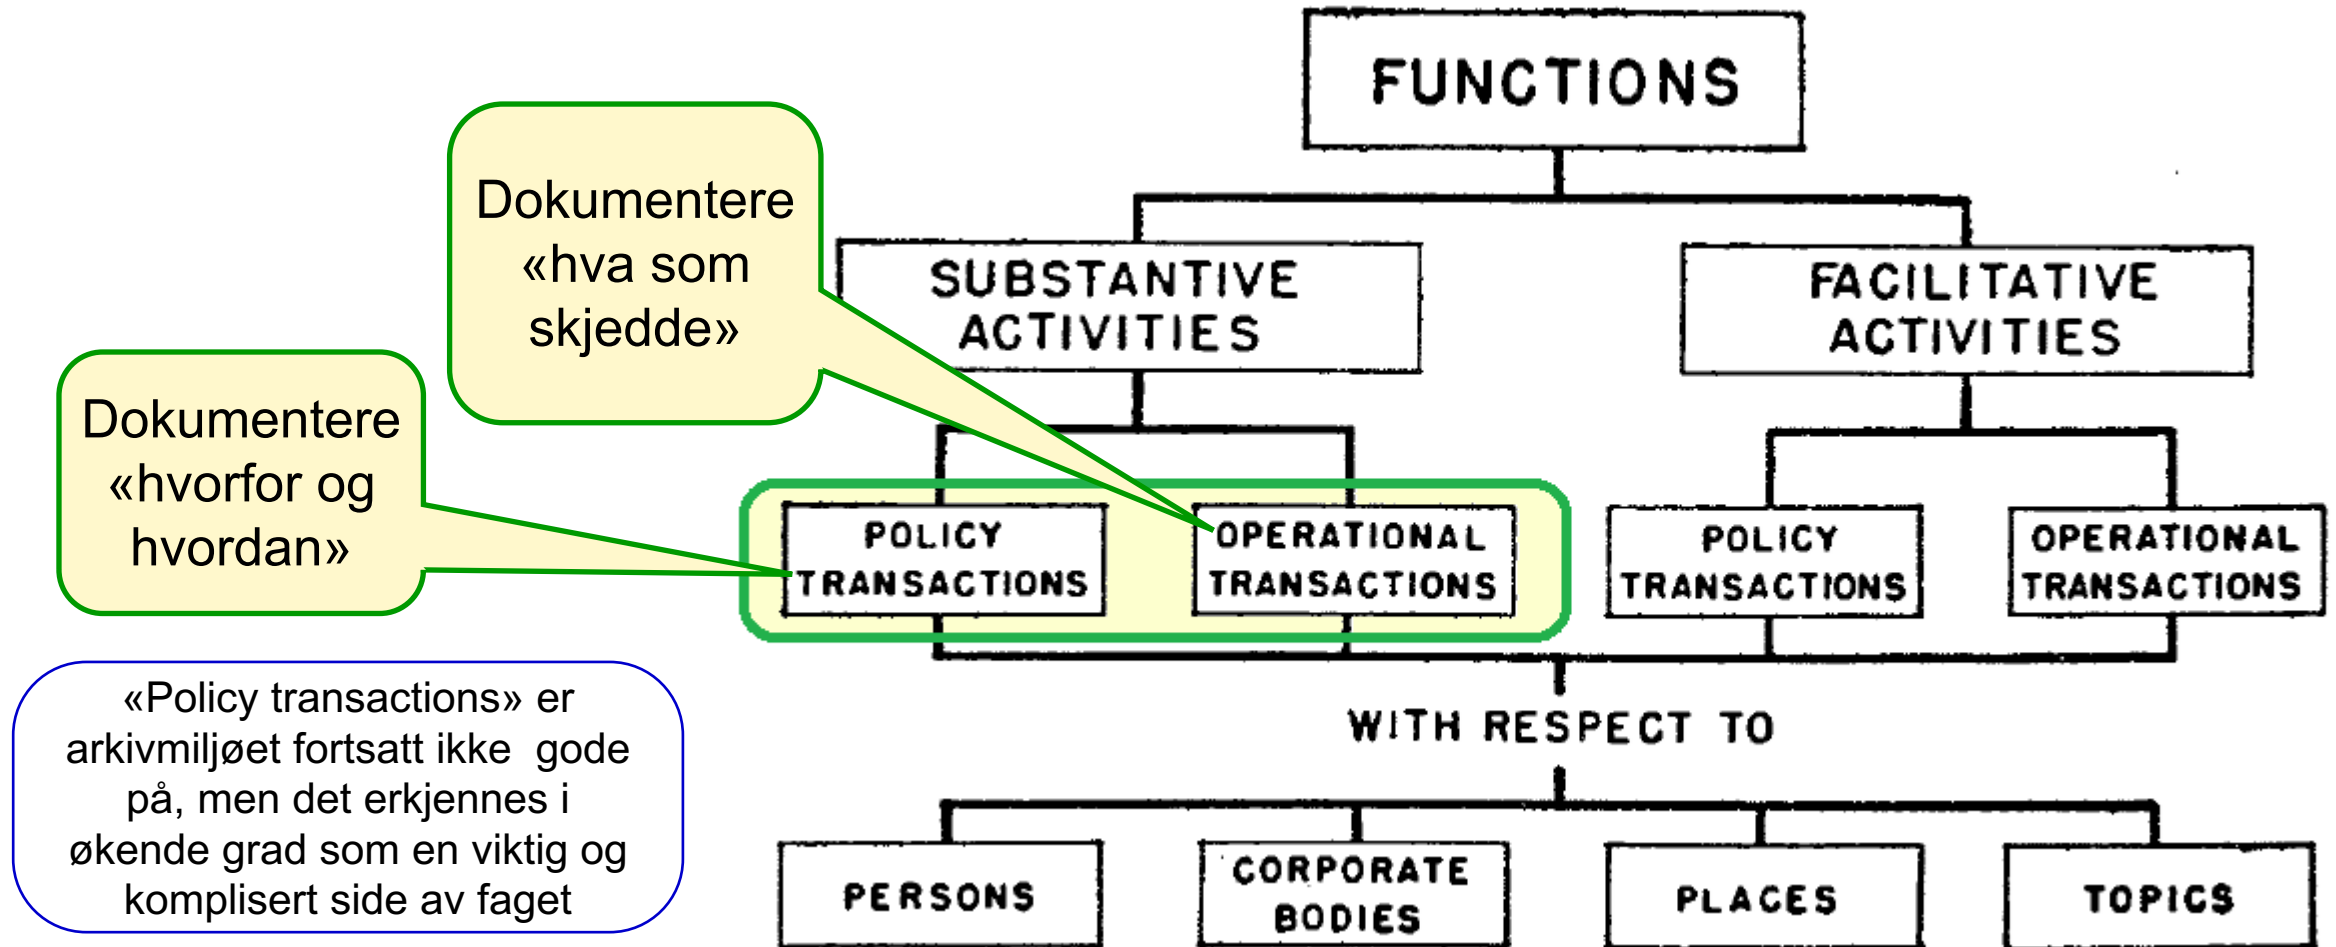 FUNCTIONS
Dokumentere
«hva som
skjedde»
SUBSTANTIVE
ACTIVITIES
FACILITATIVE
ACTIVITIES
Dokumentere
«hvorfor og
hvordan»
POLICY
TRANSACTIONS
OPERATIONAL
TRANSACTIONS
POLICY
TRANSACTIONS
OPERATIONAL
TRANSACTIONS
«Policy transactions» er
arkivmiljøet fortsatt ikke gode
på, men det erkjennes i
økende grad som en viktig og
komplisert side av faget
WITH RESPECT TO
PERSONS
CORPORATE
BODIES
PLACES
TOPICS